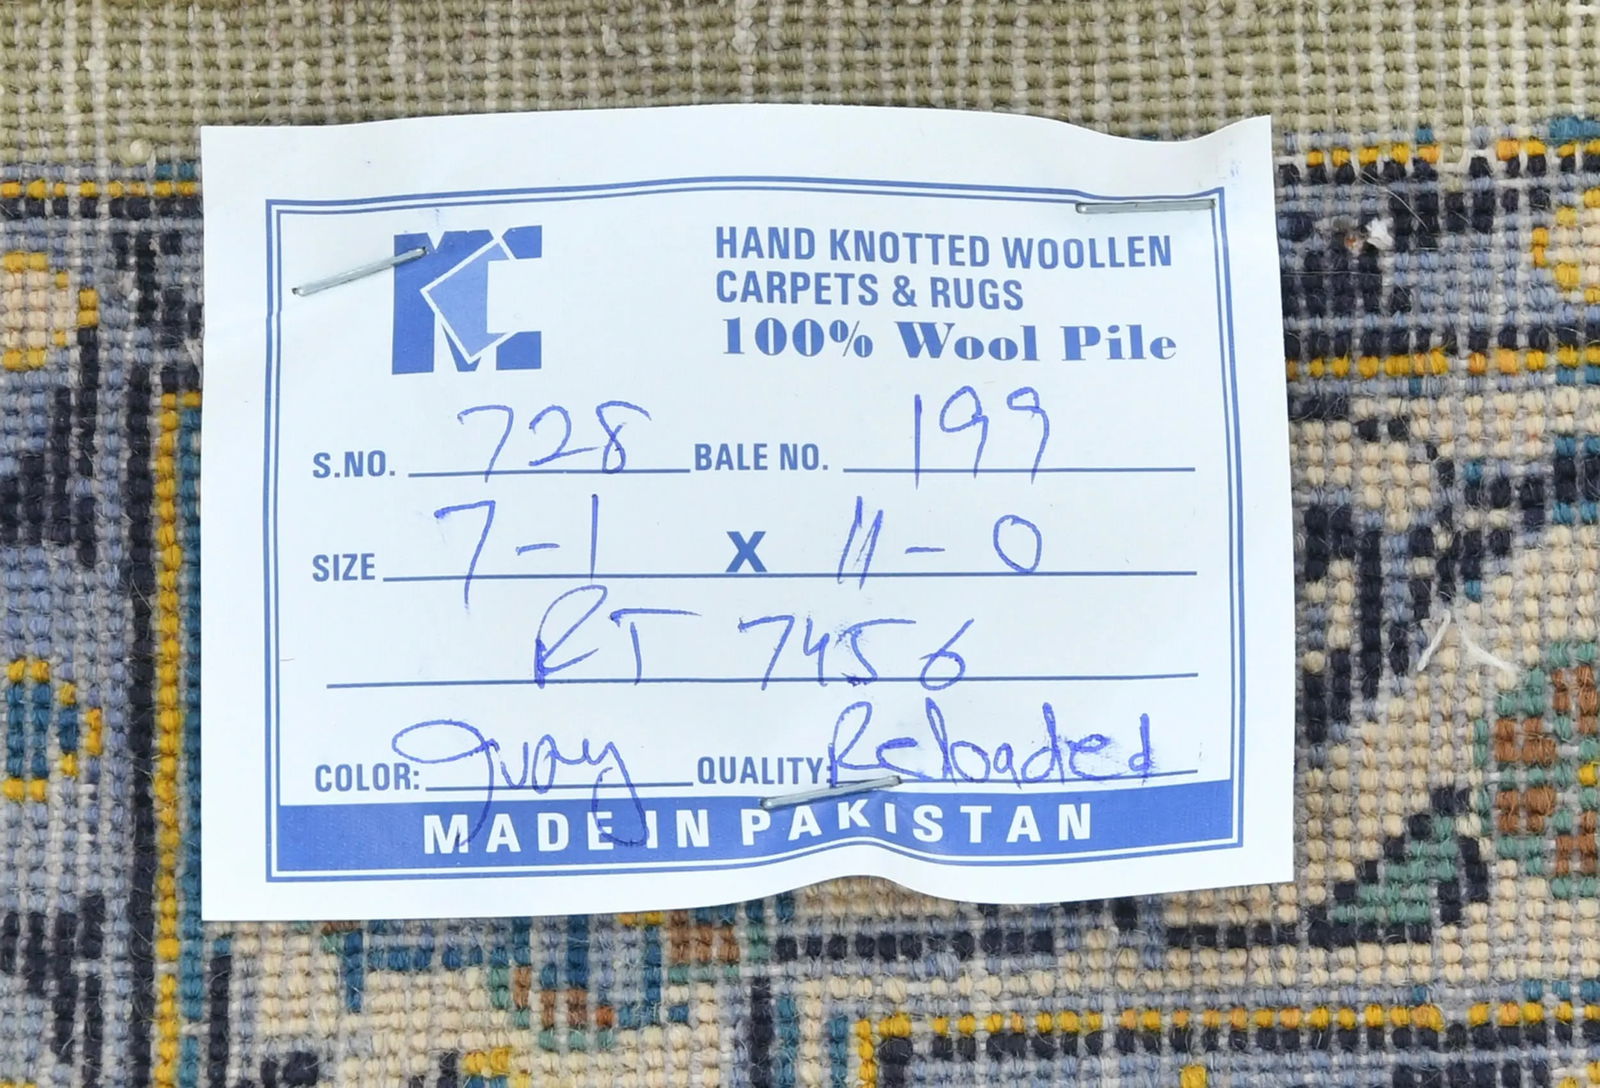 MC
HAND KNOTTED WOOLLEN
CARPETS & RUGS
100% Wool Pile
S.NO. 728 BALE NO. 199
SIZE 7-1 X 11-0
RT 7456
COLOR: Gray QUALITY: Reloaded
MADE IN PAKISTAN